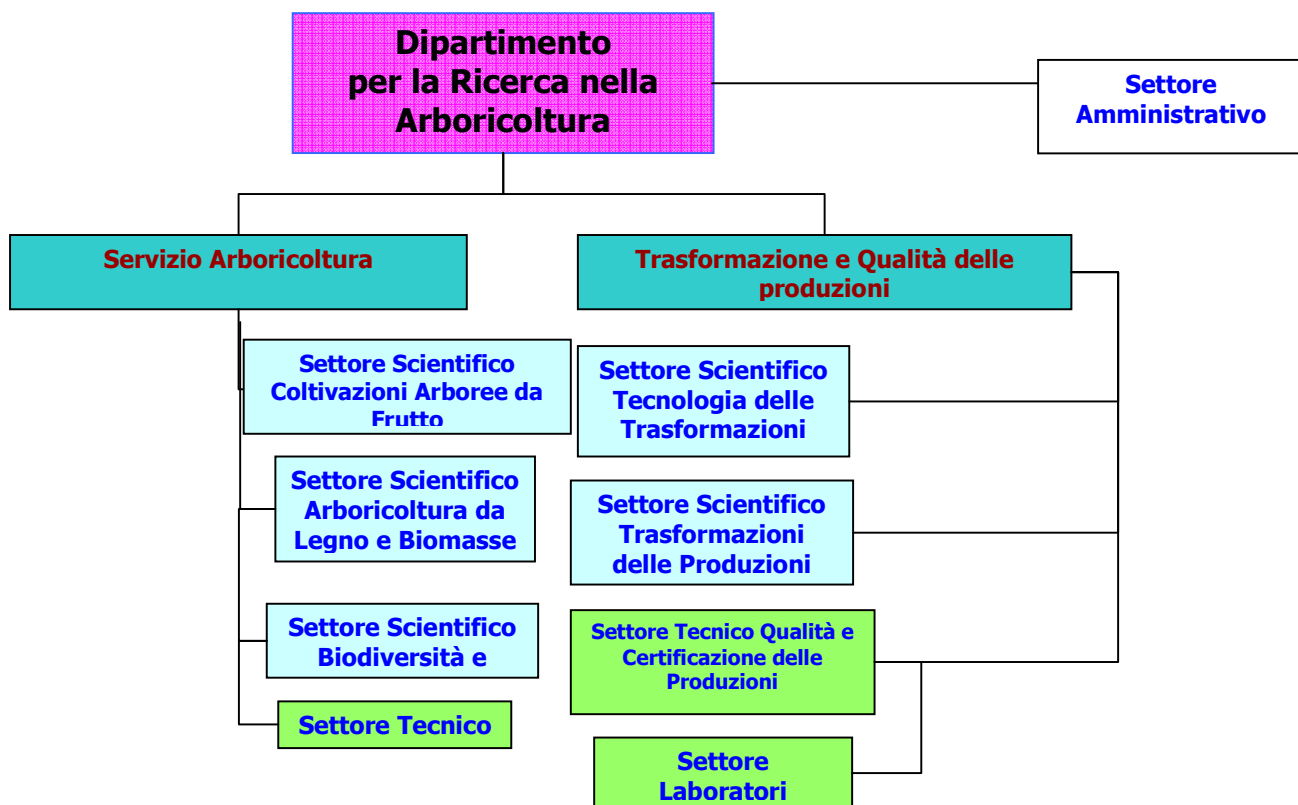 Dipartimento
per la Ricerca nella
Arboricoltura
Settore
Amministrativo
Servizio Arboricoltura
Trasformazione e Qualità delle
produzioni
Settore Scientifico
Coltivazioni Arboree da
Frutto
Settore Scientifico
Tecnologia delle
Trasformazioni
Settore Scientifico
Arboricoltura da
Legno e Biomasse
Settore Scientifico
Trasformazioni
delle Produzioni
Settore Scientifico
Biodiversità e
Settore Tecnico Qualità e
Certificazione delle
Produzioni
Settore Tecnico
Settore
Laboratori